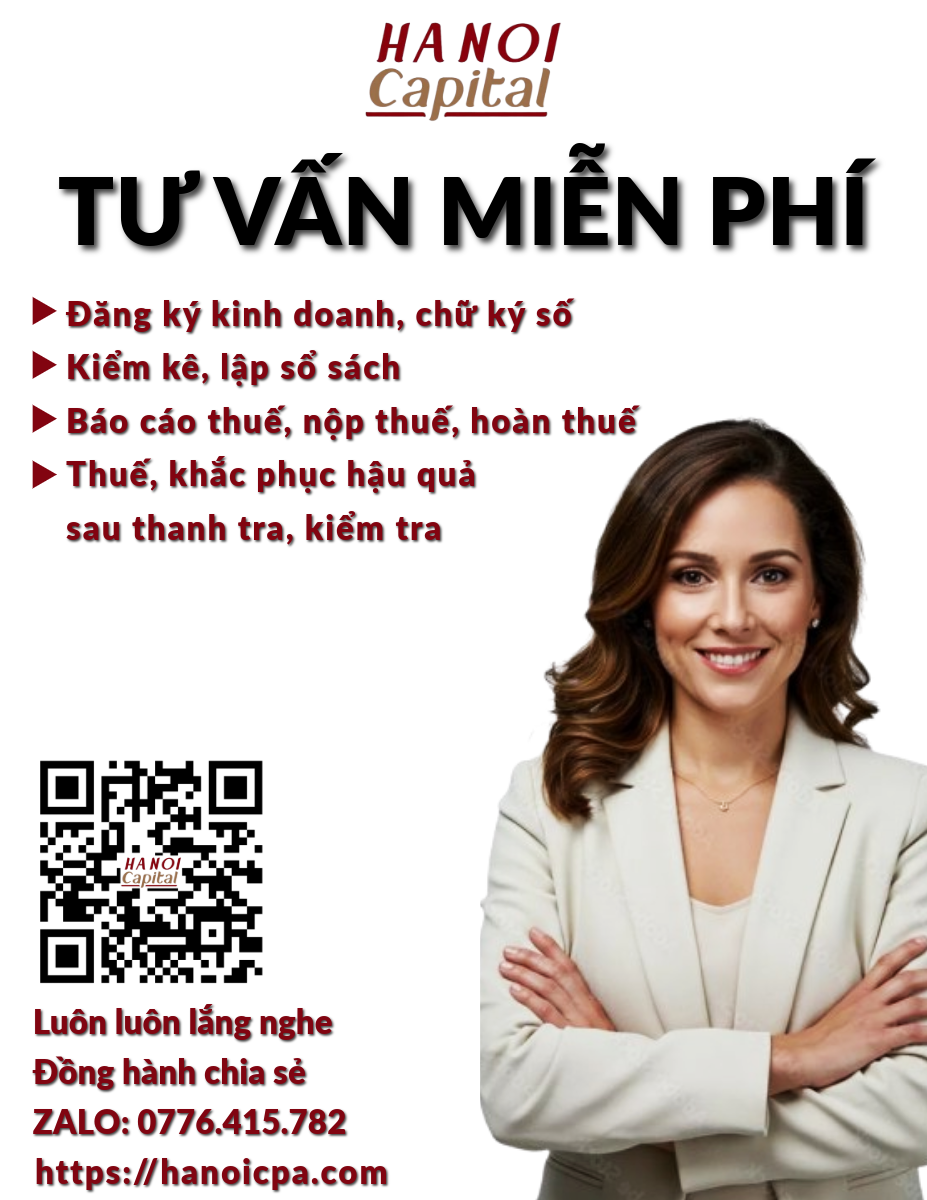 HANOI
Capital
TƯ VẤN MIỄN PHÍ
Đăng ký kinh doanh, chữ ký số
Kiểm kê, lập sổ sách
Báo cáo thuế, nộp thuế, hoàn thuế
Thuế, khắc phục hậu quả
sau thanh tra, kiểm tra
HANOI
Capital
Luôn luôn lắng nghe
Đồng hành chia sẻ
ZALO: 0776.415.782
https://hanoicpa.com